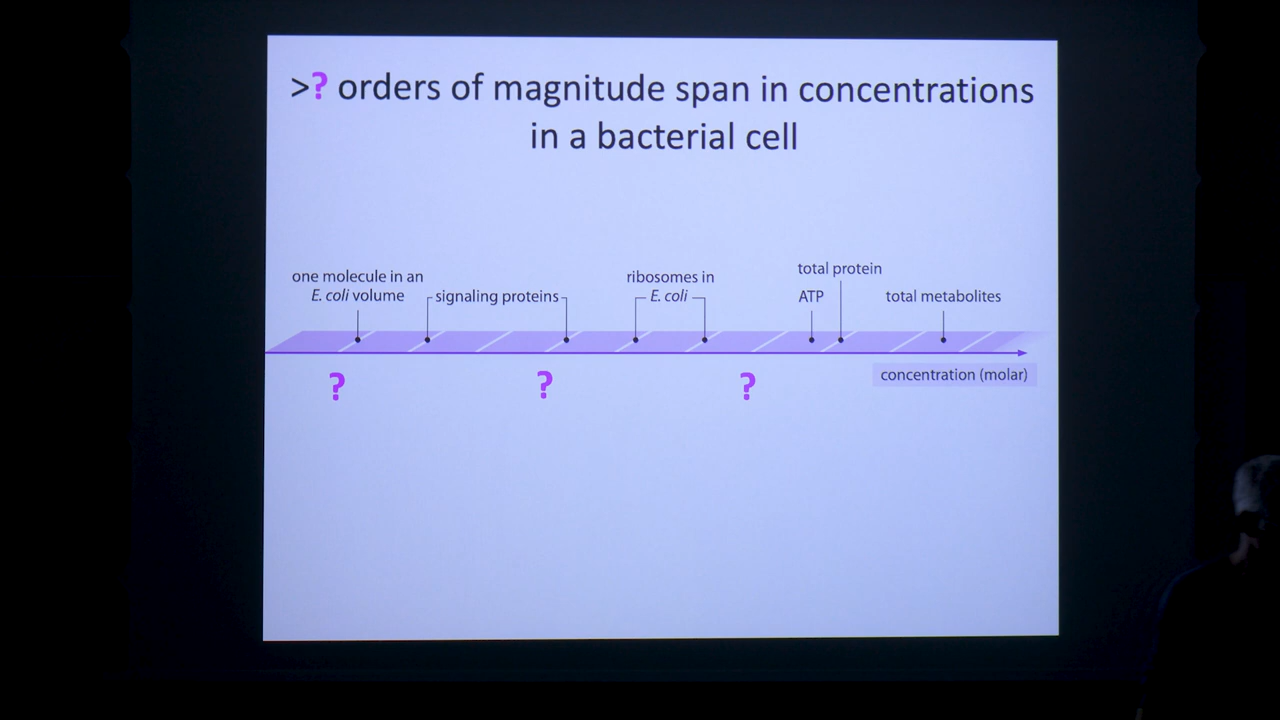 >? orders of magnitude span in concentrations
in a bacterial cell
one molecule in an
E. coli volume
signaling proteins
ribosomes in
E. coli
total protein
ATP
total metabolites
? ? ?
concentration (molar)